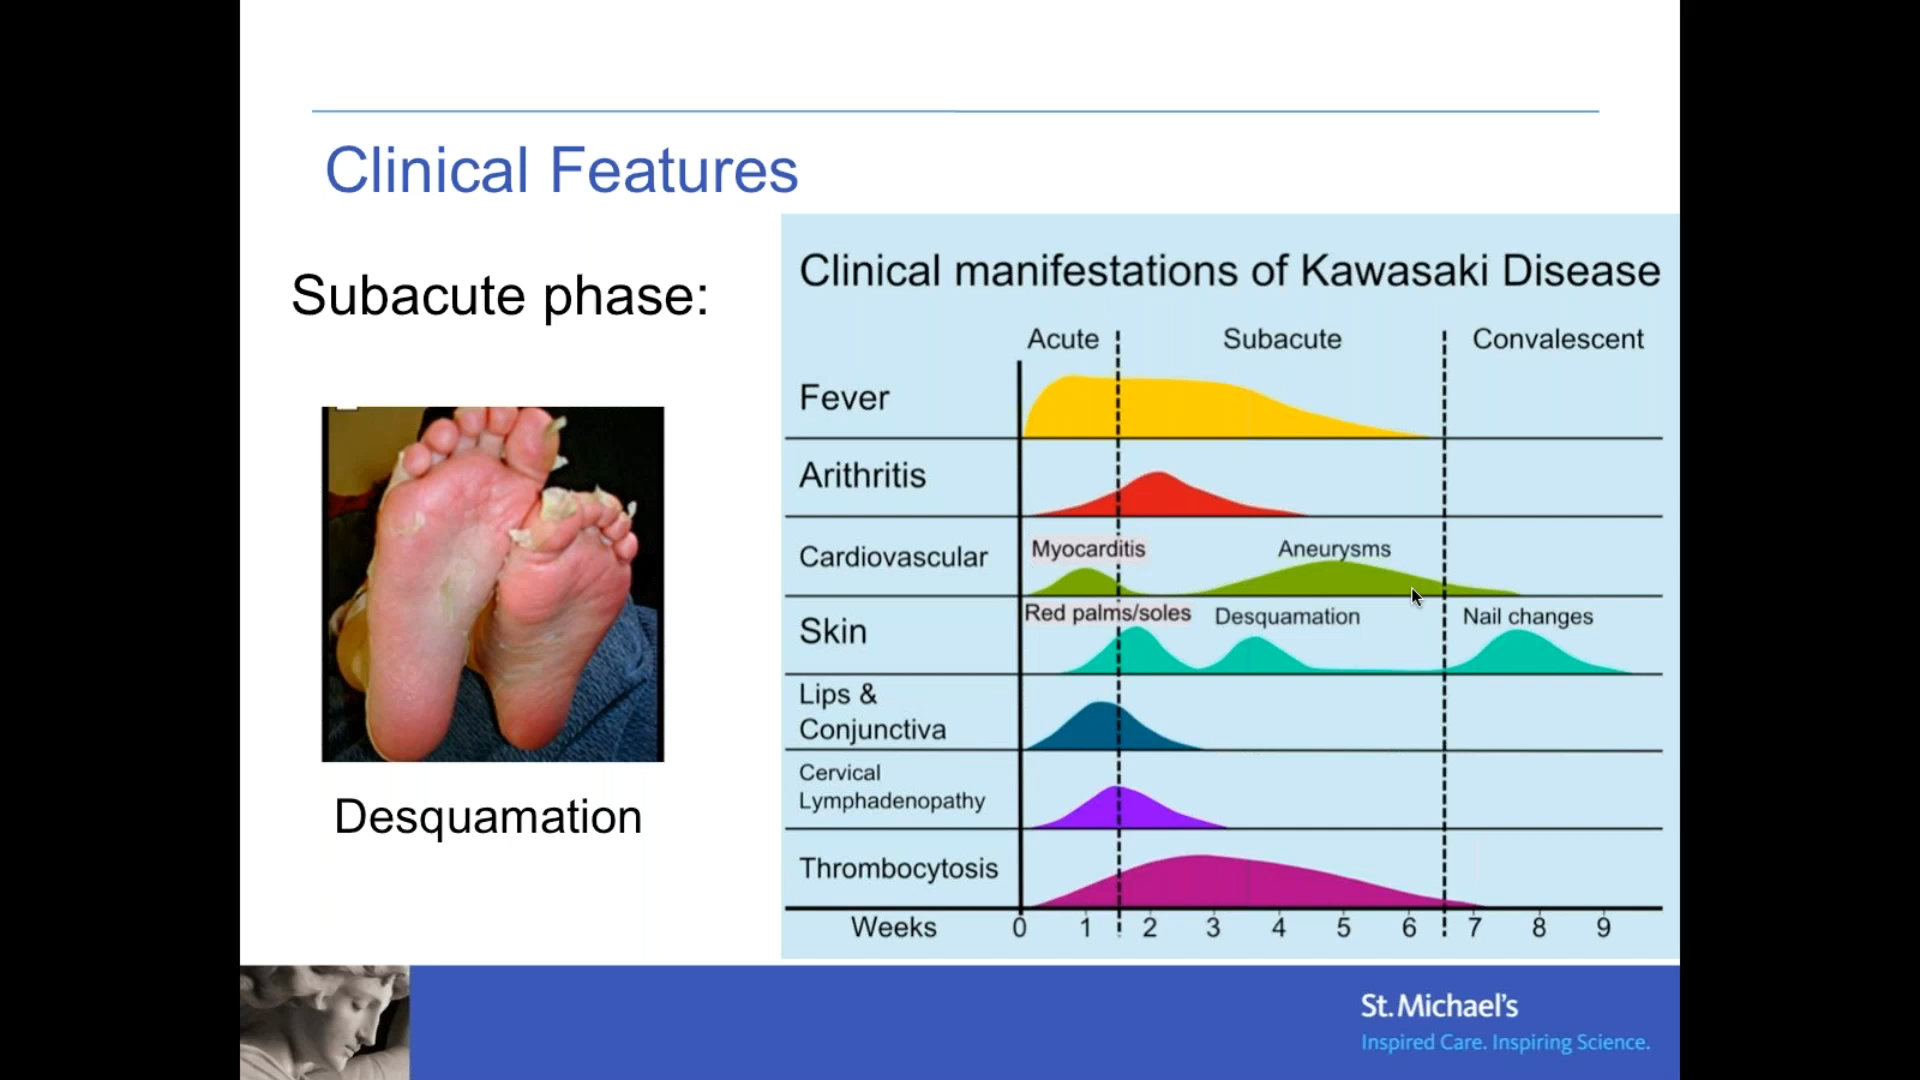 Clinical Features
Subacute phase:
Desquamation
Clinical manifestations of Kawasaki Disease
Acute Subacute Convalescent
Fever
Arithritis
Cardiovascular Myocarditis Aneurysms
Skin Red palms/soles Desquamation Nail changes
Lips &
Conjunctiva
Cervical
Lymphadenopathy
Thrombocytosis
Weeks 0 1 2 3 4 5 6 7 8 9
St. Michael's
Inspired Care. Inspiring Science.